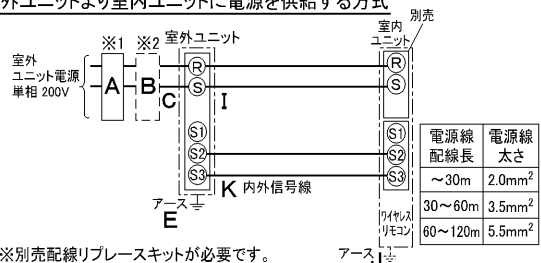 外ユニットより室内ユニットに電源を供給する方式
別売
※1 ※2 室外ユニット
室内
ユニット
室外
ユニット電源
単相 200V
A B C I
R R
S S
S1 S1
S2 S2
S3 S3
K 内外信号線
アース
E
ワイヤレス
リモコン
アース
電源線 電源線
配線長 太さ
～30m 2.0mm²
30～60m 3.5mm²
60～120m 5.5mm²
※別売配線リプレースキットが必要です。